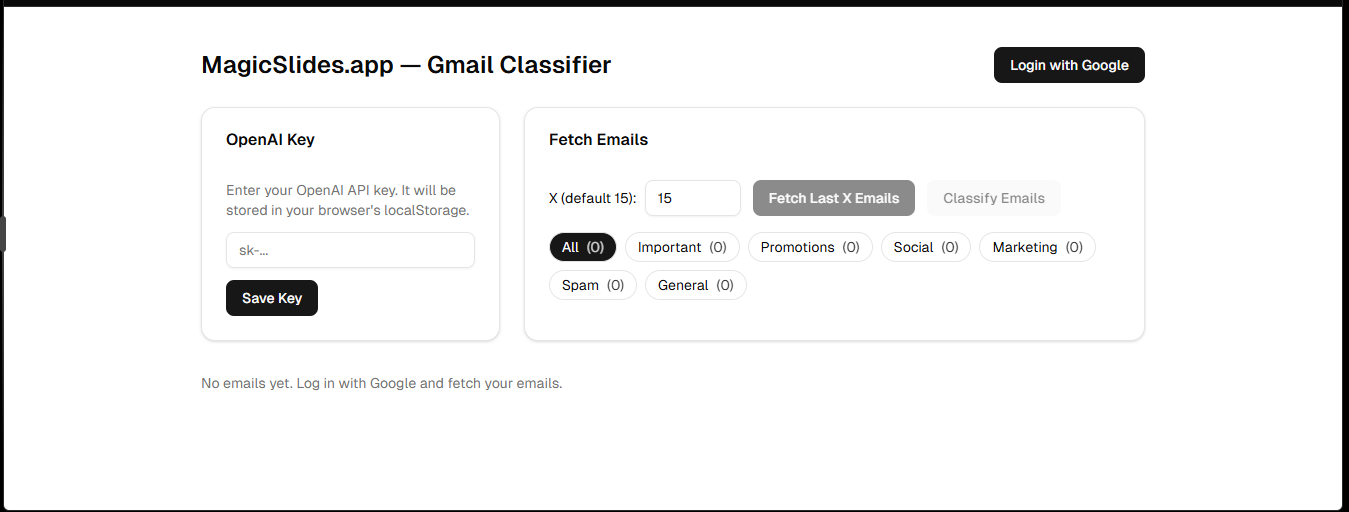 MagicSlides.app — Gmail Classifier
Login with Google
OpenAI Key
Enter your OpenAI API key. It will be
stored in your browser's localStorage.
sk-...
Save Key
Fetch Emails
X (default 15): 15 Fetch Last X Emails Classify Emails
All (0) Important (0) Promotions (0) Social (0) Marketing (0)
Spam (0) General (0)
No emails yet. Log in with Google and fetch your emails.